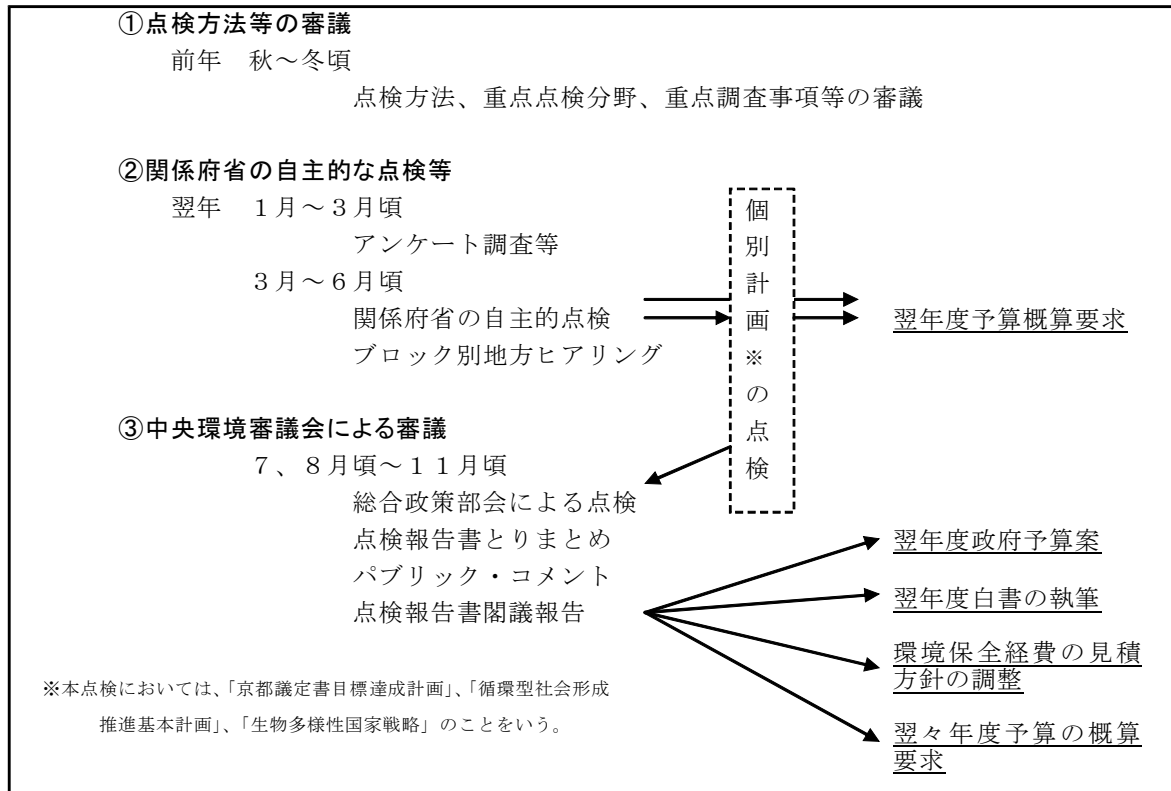 ①点検方法等の審議
前年　秋～冬頃
点検方法、重点点検分野、重点調査事項等の審議
②関係府省の自主的な点検等
翌年　１月～３月頃
アンケート調査等
３月～６月頃
関係府省の自主的点検
ブロック別地方ヒアリング
個別計画※の点検
翌年度予算概算要求
③中央環境審議会による審議
７、８月頃～１１月頃
総合政策部会による点検
点検報告書とりまとめ
パブリック・コメント
点検報告書閣議報告
翌年度政府予算案
翌年度白書の執筆
環境保全経費の見積
方針の調整
翌々年度予算の概算
要求
※本点検においては、「京都議定書目標達成計画」、「循環型社会形成
推進基本計画」、「生物多様性国家戦略」のことをいう。